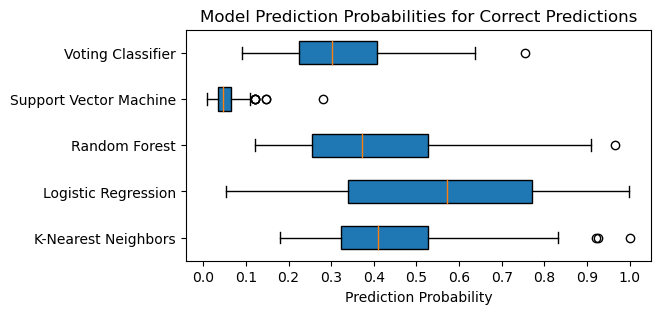 Model Prediction Probabilities for Correct Predictions
Voting Classifier
Support Vector Machine
Random Forest
Logistic Regression
K-Nearest Neighbors
0.0 0.1 0.2 0.3 0.4 0.5 0.6 0.7 0.8 0.9 1.0
Prediction Probability